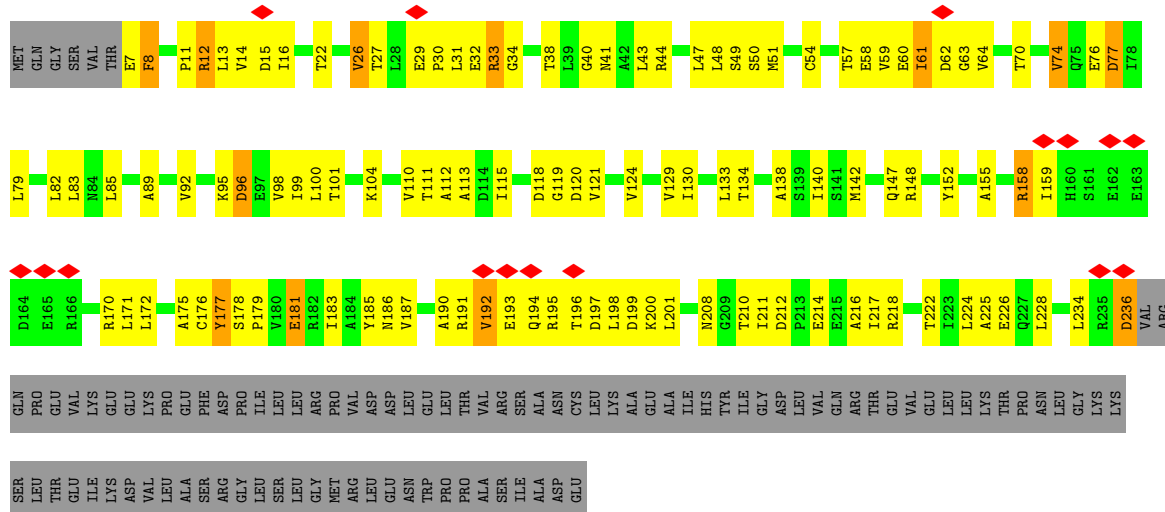 MET GLN GLY SER VAL THR E7 F8 P11 R12 L13 V14 D15 I16 T22 V26 T27 L28 E29 P30 L31 E32 R33 G34 T38 L39 G40 N41 A42 L43 R44 L47 L48 S49 S50 M51 C54 T57 E58 V59 E60 I61 D62 G63 V64 T70 V74 Q75 E76 D77 I78
L79 L82 L83 N84 L85 A89 V92 K95 D96 E97 V98 I99 L100 T101 K104 V110 T111 A112 A113 D114 I115 D118 G119 D120 V121 V124 V129 I130 L133 T134 A138 S139 I140 S141 M142 Q147 R148 Y152 A155 R158 I159 H160 S161 E162 E163
D164 E165 R166 R170 L171 L172 A175 C176 Y177 S178 P179 V180 E181 R182 I183 A184 Y185 N186 V187 A190 R191 V192 E193 Q194 R195 T196 D197 L198 D199 K200 L201 N208 G209 T210 I211 D212 P213 E214 E215 A216 I217 R218 T222 I223 L224 A225 E226 Q227 L228 L234 R235 D236 VAL ARG
GLN PRO GLU VAL LYS GLU GLU LYS PRO GLU PHE ASP PRO ILE LEU LEU ARG PRO VAL ASP ASP LEU GLU LEU THR VAL ARG SER ALA ASN CYS LEU LYS ALA GLU ALA ILE HIS TYR ILE GLY ASP LEU VAL GLN ARG THR GLU VAL GLU LEU LEU LYS THR PRO ASN LEU GLY LYS LYS
SER LEU THR GLU ILE LYS ASP VAL LEU ALA SER ARG GLY LEU SER LEU GLY MET ARG LEU GLU ASN TRP PRO PRO ALA SER ILE ALA ASP GLU